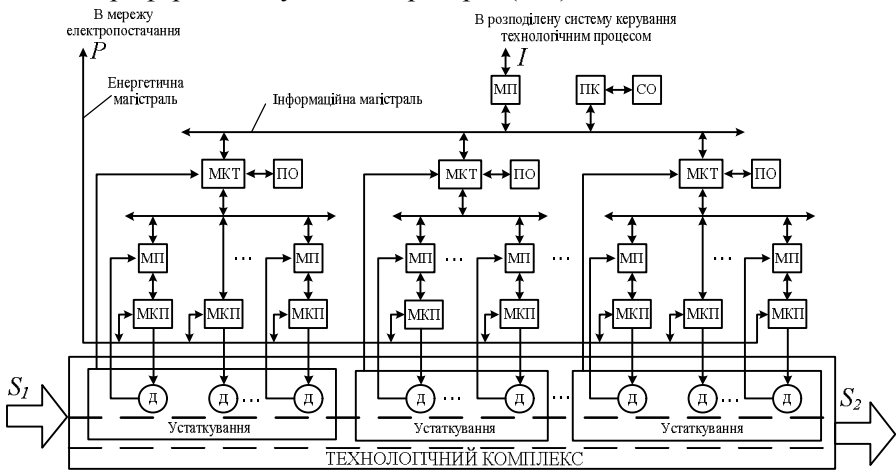 В мережу
електропостачання
P
В розподілену систему керування
технологічним процесом
I
Енергетична
магістраль
Інформаційна магістраль
МП
ПК
СО
МКТ
ПО
МКТ
ПО
МКТ
ПО
МП
...
МП
МП
...
МП
...
МП
...
МП
МКП
МКП
МКП
МКП
МКП
МКП
МКП
МКП
S1
Д
Д
...
Д
Д
...
Д
...
Д
Д
...
Д
S2
Устаткування
Устаткування
Устаткування
ТЕХНОЛОГІЧНИЙ КОМПЛЕКС